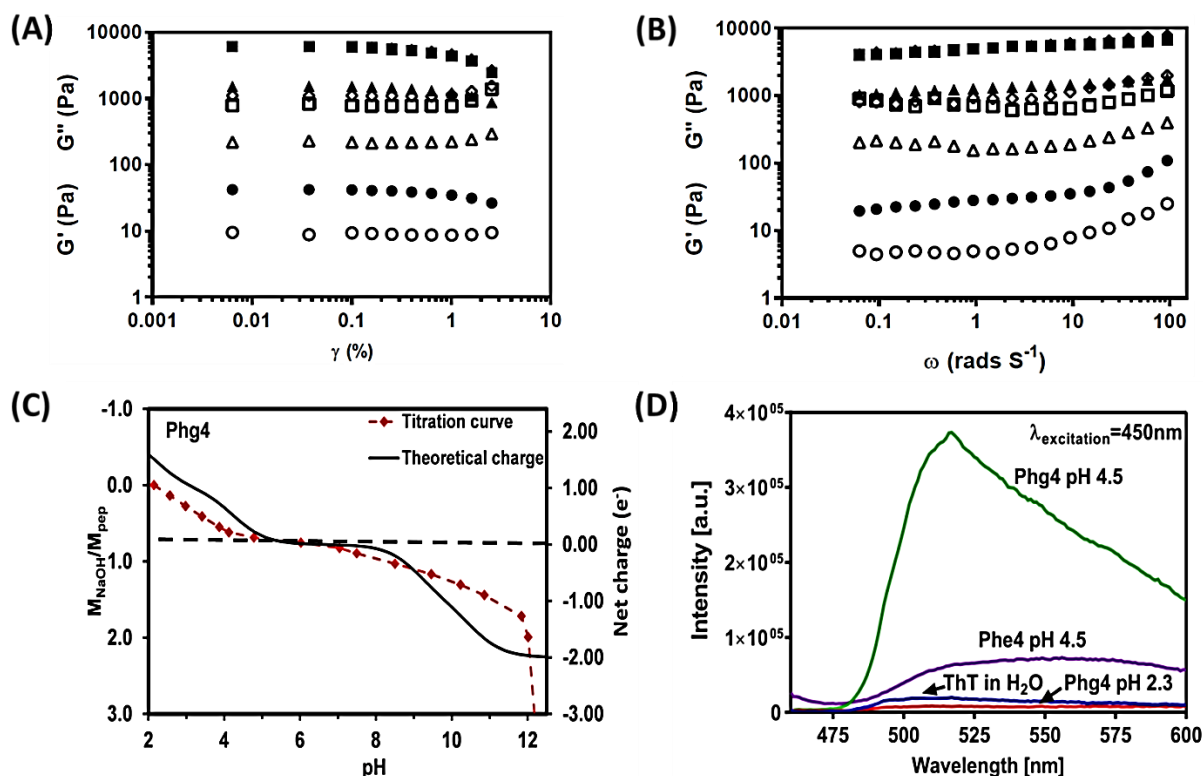 (A)
G' (Pa) G" (Pa)
10000
1000
100
10
1
0.001 0.01 0.1 1 10
γ (%)
(B)
G' (Pa) G" (Pa)
10000
1000
100
10
1
0.01 0.1 1 10 100
ω (rads S⁻¹)
(C)
Phg4
Titration curve
Theoretical charge
M_NaOH/M_pep
-1.0
0.0
1.0
2.0
3.0
Net charge (e⁻)
2.00
1.00
0.00
-1.00
-2.00
-3.00
2 4 6 8 10 12
pH
(D)
λ_excitation=450nm
Phg4 pH 4.5
Phe4 pH 4.5
ThT in H₂O
Phg4 pH 2.3
Intensity [a.u.]
4×10⁰⁵
3×10⁰⁵
2×10⁰⁵
1×10⁰⁵
0
475 500 525 550 575 600
Wavelength [nm]